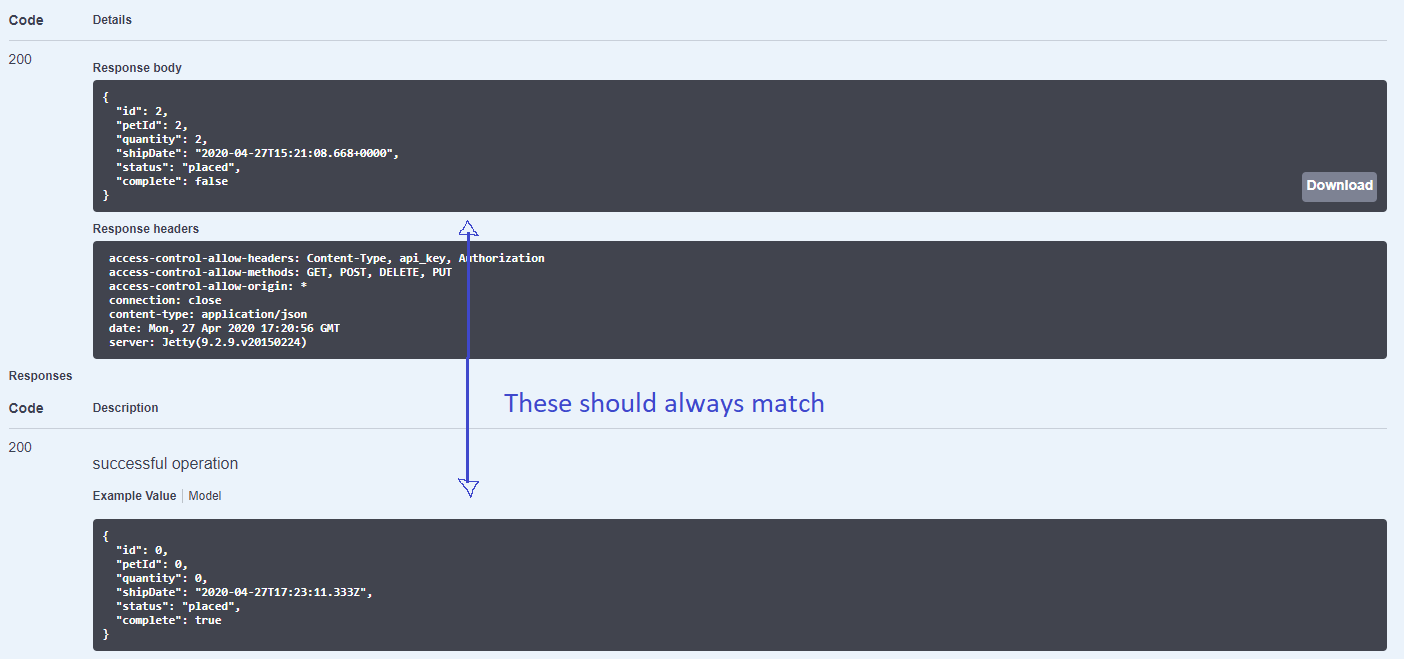 Code Details
200
Response body
{
  "id": 2,
  "petId": 2,
  "quantity": 2,
  "shipDate": "2020-04-27T15:21:08.668+0000",
  "status": "placed",
  "complete": false
}
Download
Response headers
access-control-allow-headers: Content-Type, api_key, Authorization
access-control-allow-methods: GET, POST, DELETE, PUT
access-control-allow-origin: *
connection: close
content-type: application/json
date: Mon, 27 Apr 2020 17:20:56 GMT
server: Jetty(9.2.9.v20150224)
Responses
These should always match
Code Description
200
successful operation
Example Value Model
{
  "id": 0,
  "petId": 0,
  "quantity": 0,
  "shipDate": "2020-04-27T17:23:11.333Z",
  "status": "placed",
  "complete": true
}